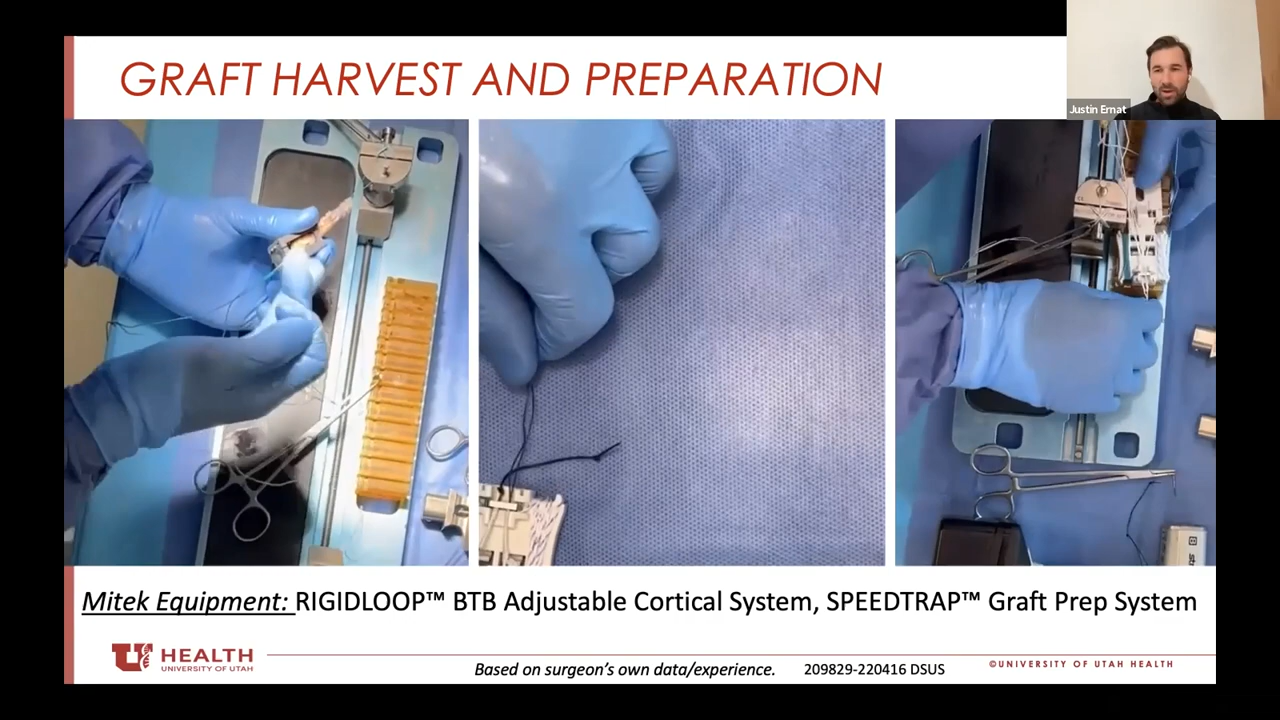 GRAFT HARVEST AND PREPARATION
Justin Ernat
Mitek Equipment: RIGIDLOOP™ BTB Adjustable Cortical System, SPEEDTRAP™ Graft Prep System
U HEALTH
UNIVERSITY OF UTAH
Based on surgeon's own data/experience.
209829-220416 DSUS
©UNIVERSITY OF UTAH HEALTH